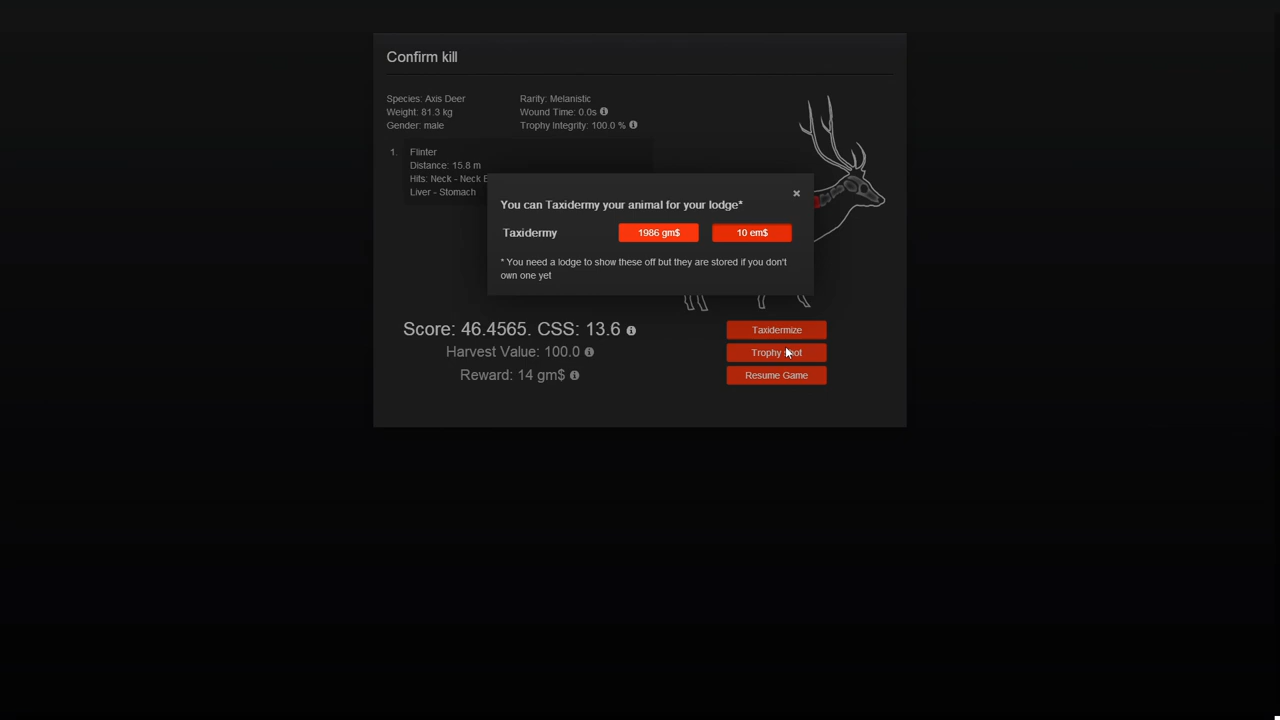 Confirm kill
Species: Axis Deer
Weight: 81.3 kg
Gender: male
Rarity: Melanistic
Wound Time: 0.0s
Trophy Integrity: 100.0 %
1. Flinter
Distance: 15.8 m
Hits: Neck - Neck
Liver - Stomach
You can Taxidermy your animal for your lodge*
Taxidermy 1986 gm$ 10 em$
* You need a lodge to show these off but they are stored if you don't
own one yet
Score: 46.4565. CSS: 13.6
Harvest Value: 100.0
Reward: 14 gm$
Taxidermize
Trophy
Resume Game